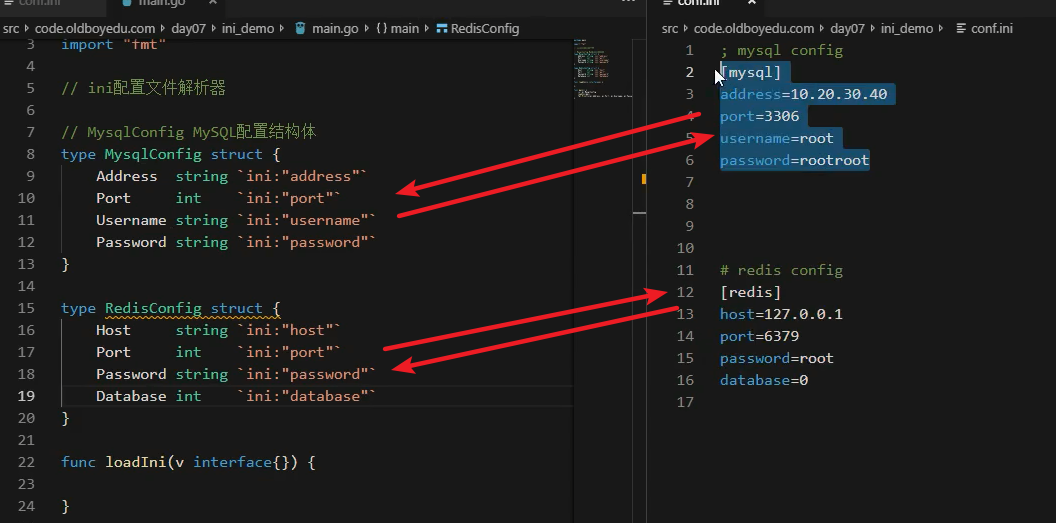 conf.ini
main.go
×
src > code.oldboyedu.com > day07 > ini_demo > main.go > {} main > RedisConfig
3 import "fmt"
4
5 // ini配置文件解析器
6
7 // MysqlConfig MySQL配置结构体
8 type MysqlConfig struct {
9 Address string `ini:"address"`
10 Port int `ini:"port"`
11 Username string `ini:"username"`
12 Password string `ini:"password"`
13 }
14
15 type RedisConfig struct {
16 Host string `ini:"host"`
17 Port int `ini:"port"`
18 Password string `ini:"password"`
19 Database int `ini:"database"`
20 }
21
22 func loadIni(v interface{}) {
23
24 }
conf.ini ×
src > code.oldboyedu.com > day07 > ini_demo > conf.ini
1 ; mysql config
2 [mysql]
3 address=10.20.30.40
4 port=3306
5 username=root
6 password=rootroot
7
8
9
10
11 # redis config
12 [redis]
13 host=127.0.0.1
14 port=6379
15 password=root
16 database=0
17